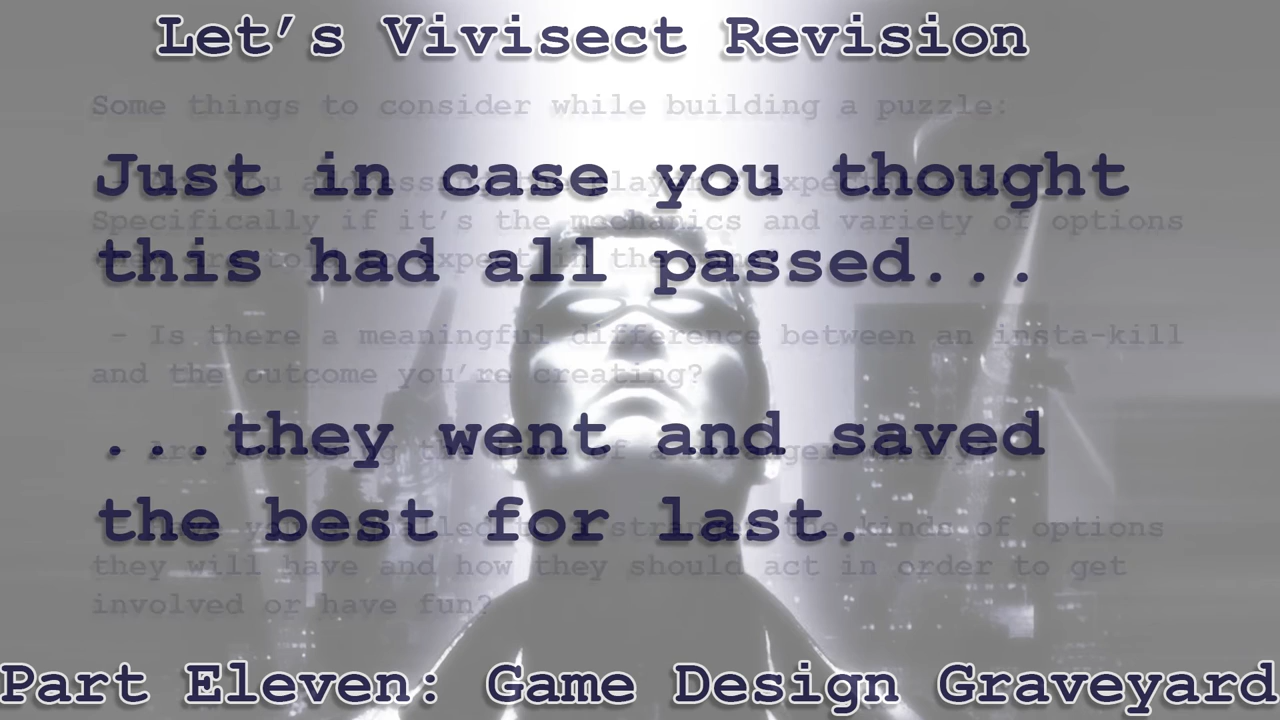 Let's Vivisect Revision
Some things to consider while building a puzzle:
Just in case you thought
Specifically if it's the mechanics and variety of options
this had all passed...
- Is there a meaningful difference between an insta-kill
and the outcome you're creating?
...they went and saved
the best for last.
kinds of options
they will have and how they should act in order to get
involved or have fun?
Part Eleven: Game Design Graveyard